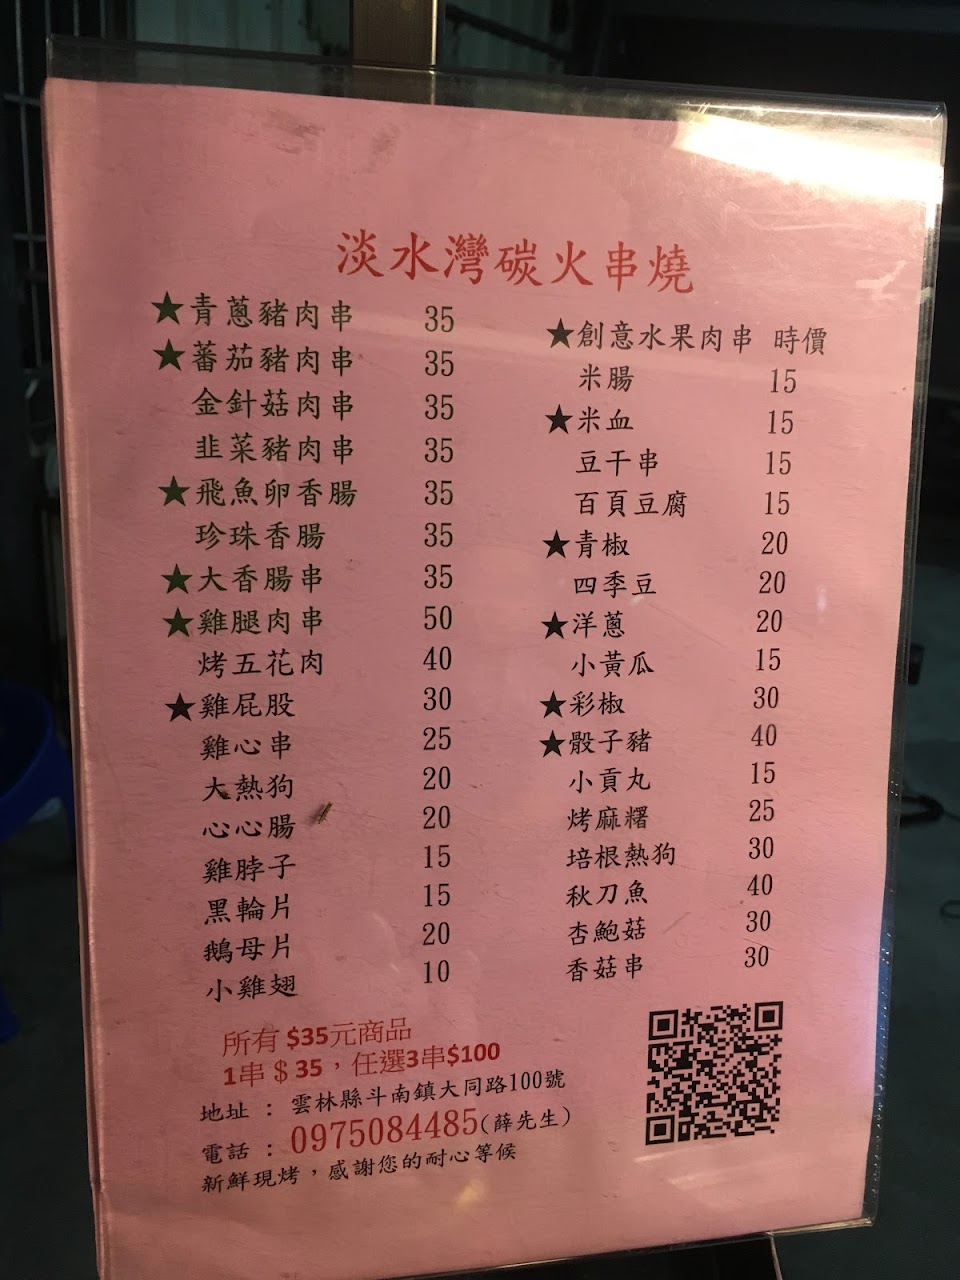 淡水灣碳火串燒
★青蔥豬肉串 35
★蕃茄豬肉串 35
金針菇肉串 35
韭菜豬肉串 35
★飛魚卵香腸 35
珍珠香腸 35
★大香腸串 35
★雞腿肉串 50
烤五花肉 40
★雞屁股 30
雞心串 25
大熱狗 20
心心腸 20
雞脖子 15
黑輪片 15
鵝母片 20
小雞翅 10
★創意水果肉串 時價
米腸 15
★米血 15
豆干串 15
百頁豆腐 15
★青椒 20
四季豆 20
★洋蔥 20
小黃瓜 15
★彩椒 30
★骰子豬 40
小貢丸 15
烤麻糬 25
培根熱狗 30
秋刀魚 40
杏鮑菇 30
香菇串 30
所有 $35元商品
1串 $ 35，任選3串$100
地址 : 雲林縣斗南鎮大同路100號
電話 : 0975084485(薛先生)
新鮮現烤，感謝您的耐心等候